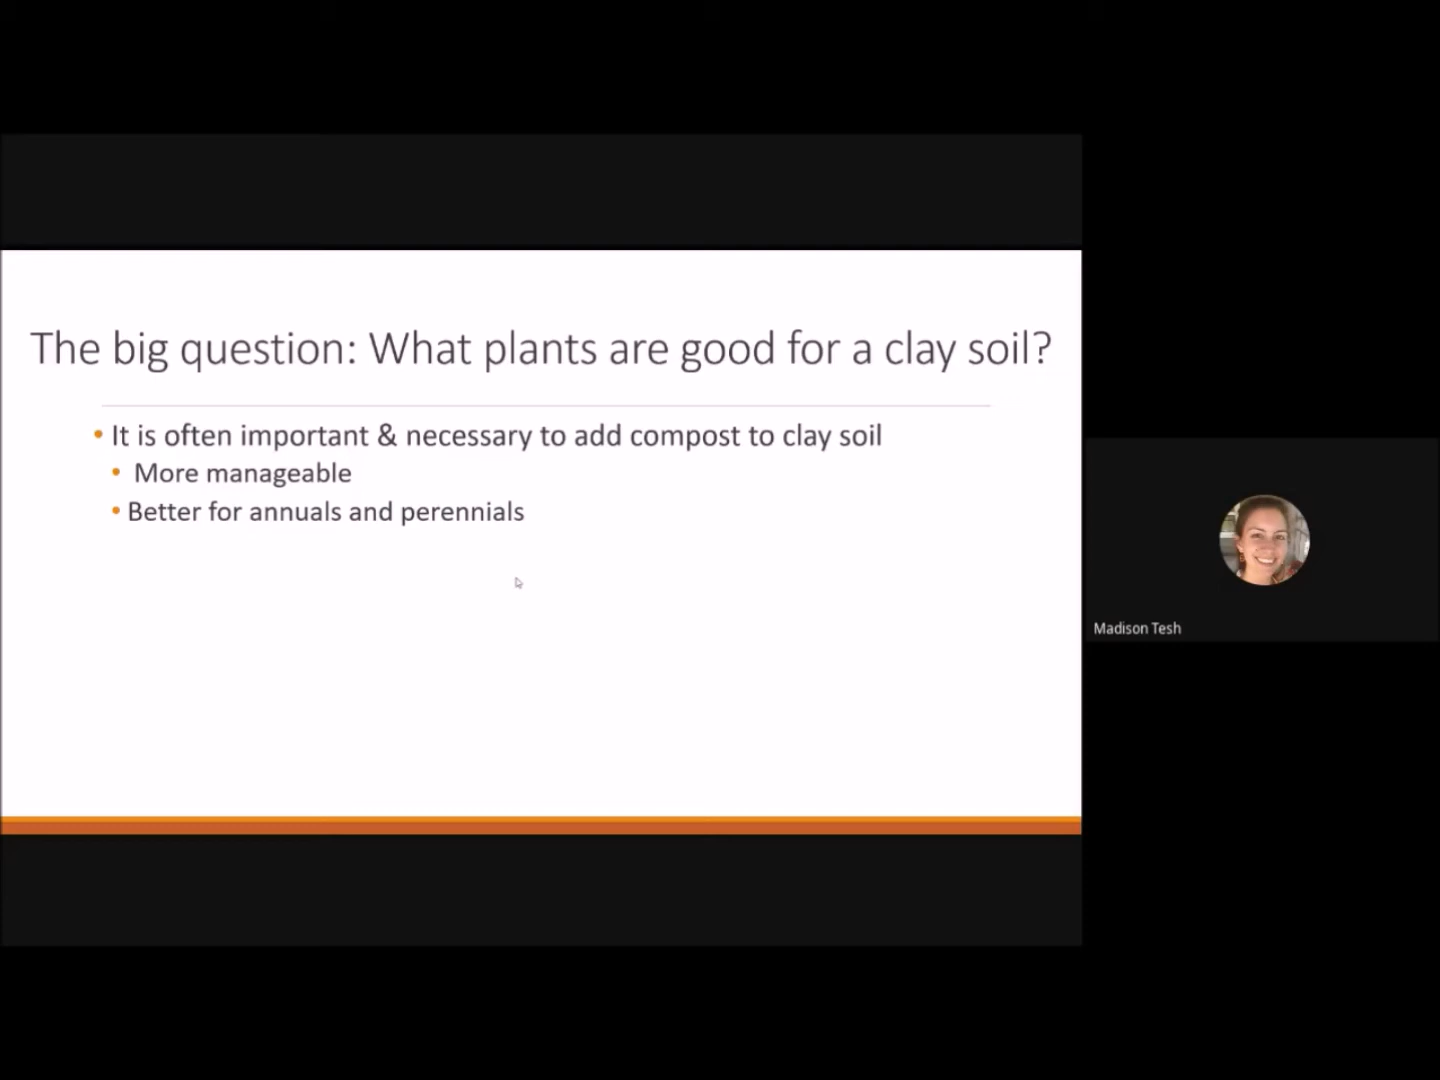 The big question: What plants are good for a clay soil?
• It is often important & necessary to add compost to clay soil
• More manageable
• Better for annuals and perennials
Madison Tesh